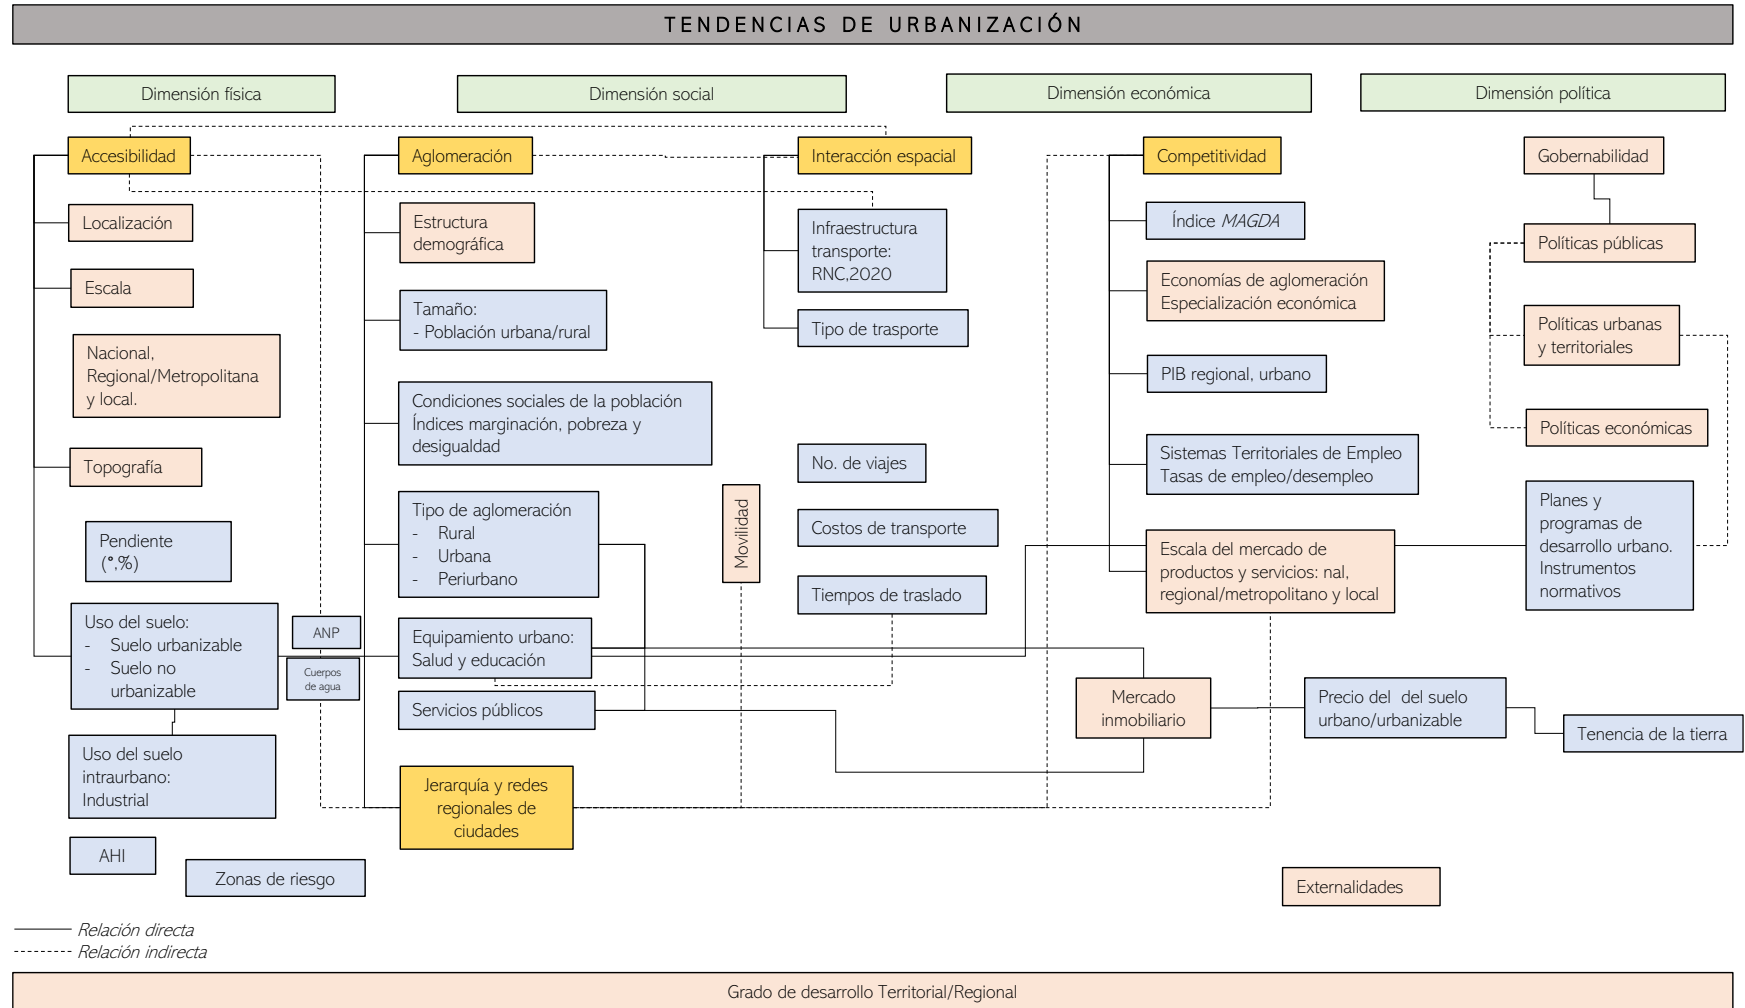 TENDENCIAS DE URBANIZACIÓN
Dimensión física
Dimensión social
Dimensión económica
Dimensión política
Accesibilidad
Localización
Escala
Nacional,
Regional/Metropolitana
y local.
Topografía
Pendiente
(°,%)
Uso del suelo:
- Suelo urbanizable
- Suelo no
urbanizable
ANP
Cuerpos
de agua
Uso del suelo
intraurbano:
Industrial
AHI
Zonas de riesgo
Aglomeración
Estructura
demográfica
Tamaño:
- Población urbana/rural
Condiciones sociales de la población
Índices marginación, pobreza y
desigualdad
Tipo de aglomeración
- Rural
- Urbana
- Periurbano
Equipamiento urbano:
Salud y educación
Servicios públicos
Jerarquía y redes
regionales de
ciudades
Movilidad
Interacción espacial
Infraestructura
transporte:
RNC,2020
Tipo de trasporte
No. de viajes
Costos de transporte
Tiempos de traslado
Competitividad
Índice MAGDA
Economías de aglomeración
Especialización económica
PIB regional, urbano
Sistemas Territoriales de Empleo
Tasas de empleo/desempleo
Escala del mercado de
productos y servicios: nal,
regional/metropolitano y local
Mercado
inmobiliario
Precio del del suelo
urbano/urbanizable
Tenencia de la tierra
Gobernabilidad
Políticas públicas
Políticas urbanas
y territoriales
Políticas económicas
Planes y
programas de
desarrollo urbano.
Instrumentos
normativos
Externalidades
Relación directa
Relación indirecta
Grado de desarrollo Territorial/Regional